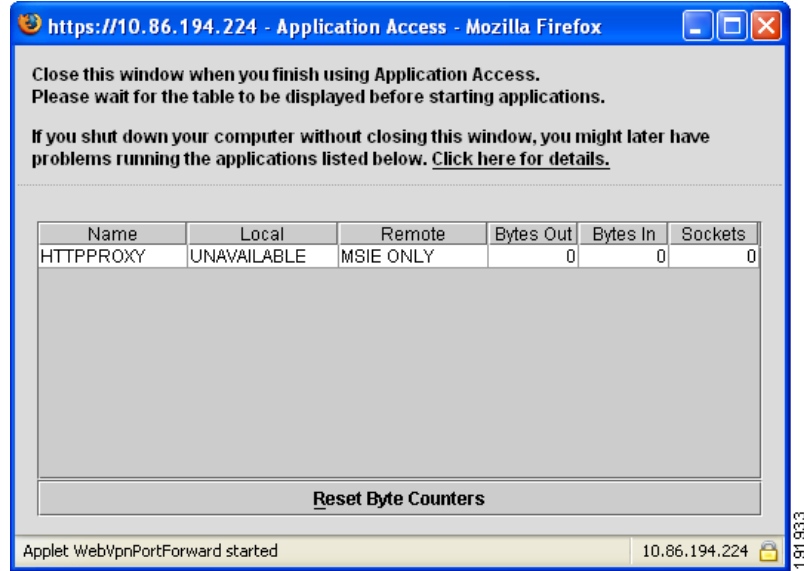 https://10.86.194.224 - Application Access - Mozilla Firefox
Close this window when you finish using Application Access.
Please wait for the table to be displayed before starting applications.
If you shut down your computer without closing this window, you might later have
problems running the applications listed below. Click here for details.
Name Local Remote Bytes Out Bytes In Sockets
HTTPPROXY UNAVAILABLE MSIE ONLY 0 0 0
Reset Byte Counters
Applet WebVpnPortForward started 10.86.194.224
191933